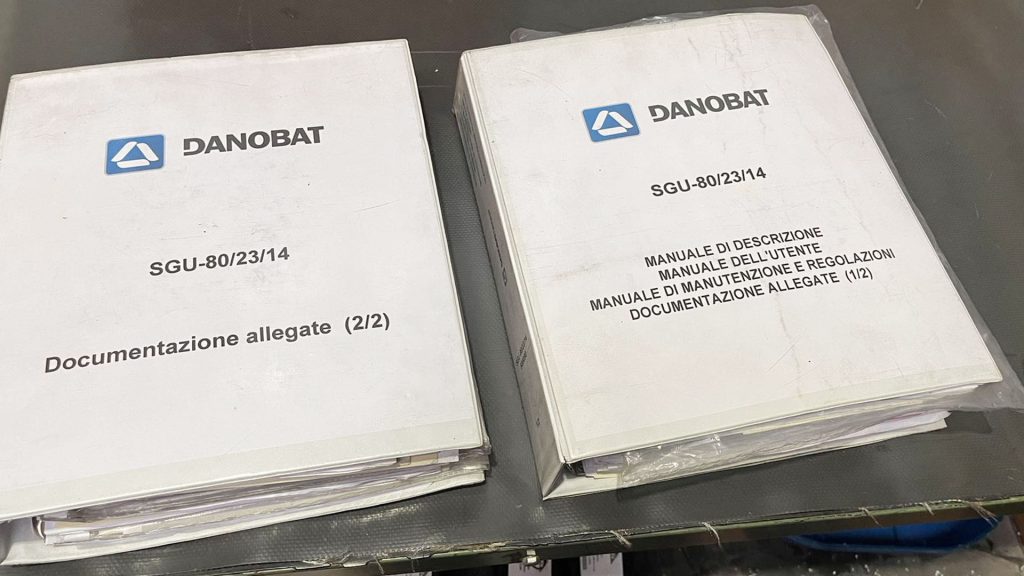 DANOBAT
SGU-80/23/14
Documentazione allegate (2/2)
DANOBAT
SGU-80/23/14
MANUALE DI DESCRIZIONE
MANUALE DELL'UTENTE
MANUALE DI MANUTENZIONE E REGOLAZIONI
DOCUMENTAZIONE ALLEGATE (1/2)